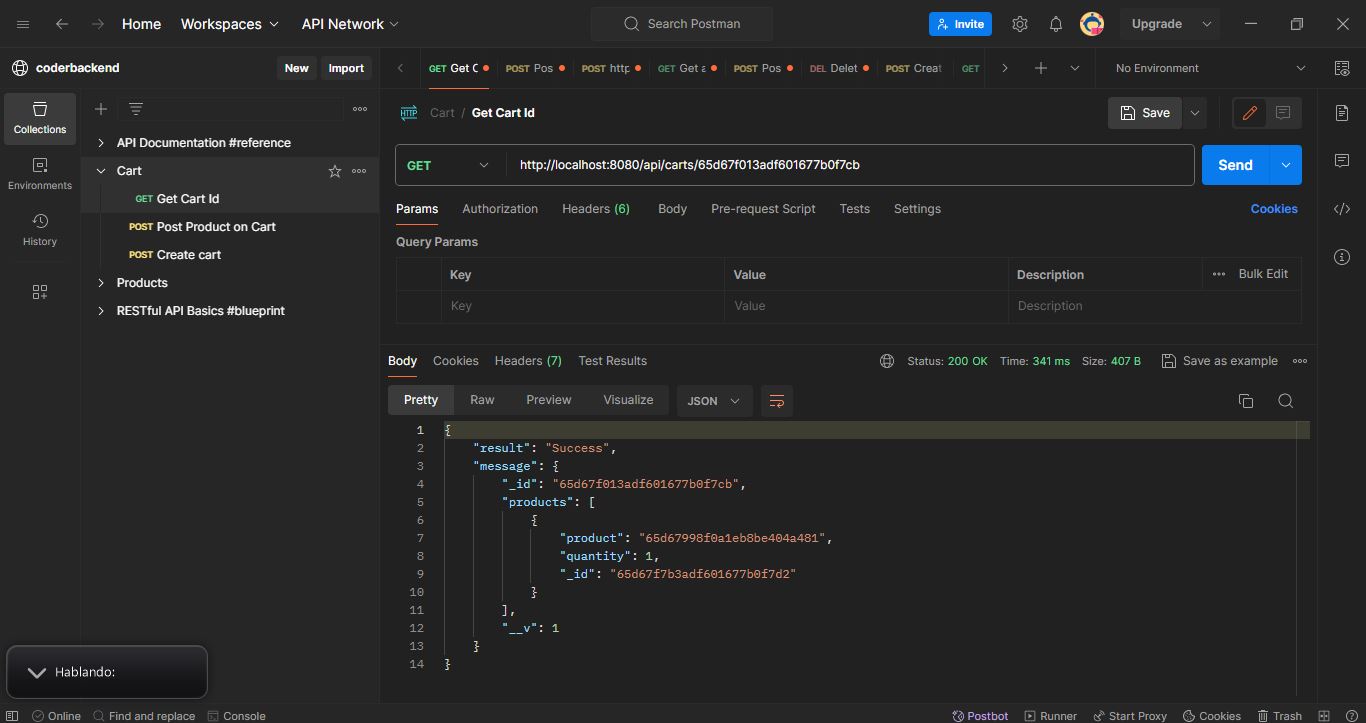 Home Workspaces API Network Search Postman Invite Upgrade
coderbackend New Import GET Get C POST Pos POST http GET Get a POST Pos DEL Delet POST Creat GET No Environment
Collections
Environments
History
API Documentation #reference
Cart
GET Get Cart Id
POST Post Product on Cart
POST Create cart
Products
RESTful API Basics #blueprint
HTTP Cart / Get Cart Id Save
GET http://localhost:8080/api/carts/65d67f013adf601677b0f7cb Send
Params Authorization Headers (6) Body Pre-request Script Tests Settings Cookies
Query Params
Key Value Description Bulk Edit
Key Value Description
Body Cookies Headers (7) Test Results Status: 200 OK Time: 341 ms Size: 407 B Save as example
Pretty Raw Preview Visualize JSON
1 {
2 "result": "Success",
3 "message": {
4 "_id": "65d67f013adf601677b0f7cb",
5 "products": [
6 {
7 "product": "65d67998f0a1eb8be404a481",
8 "quantity": 1,
9 "_id": "65d67f7b3adf601677b0f7d2"
10 }
11 ],
12 "__v": 1
13 }
14 }
Hablando:
Online Find and replace Console Postbot Runner Start Proxy Cookies Trash